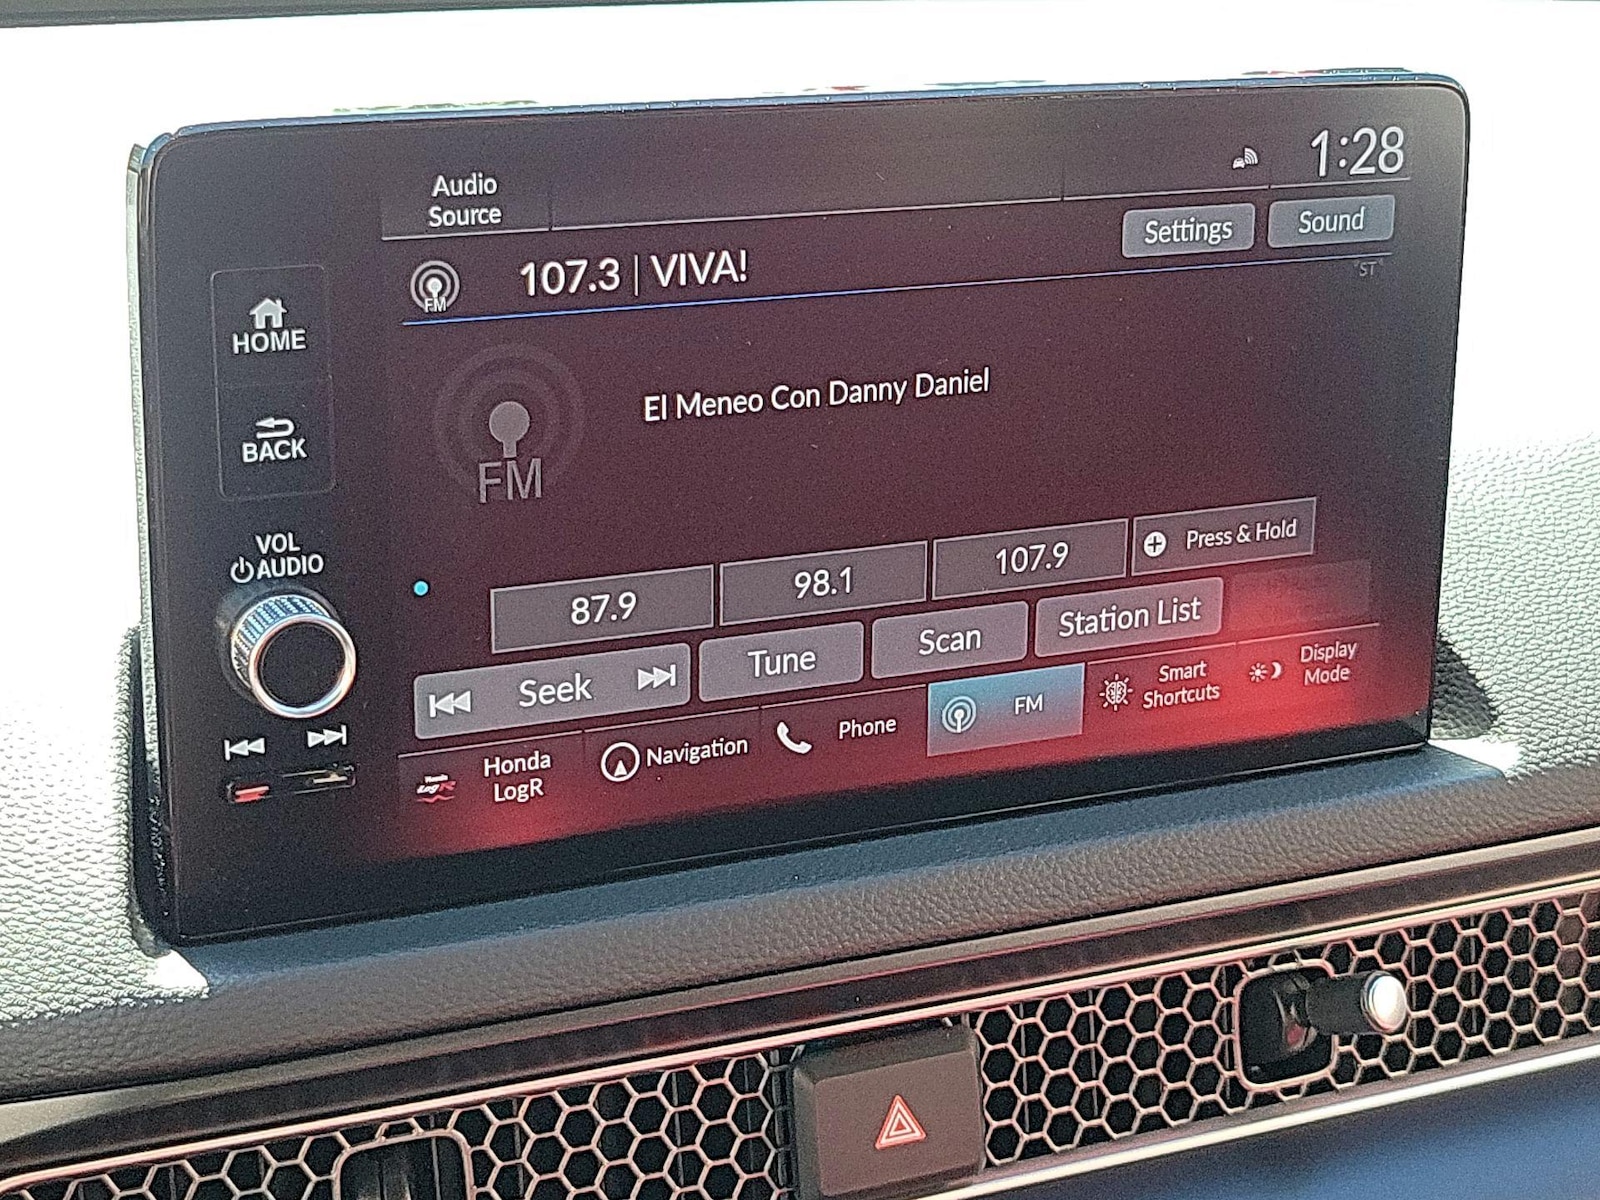 1:28
Audio
Source
Settings
Sound
FM
107.3 | VIVA!
ST
HOME
El Meneo Con Danny Daniel
BACK
FM
VOL
AUDIO
87.9
98.1
107.9
Press & Hold
Seek
Tune
Scan
Station List
Honda
LogR
Honda
LogR
Navigation
Phone
FM
Smart
Shortcuts
Display
Mode